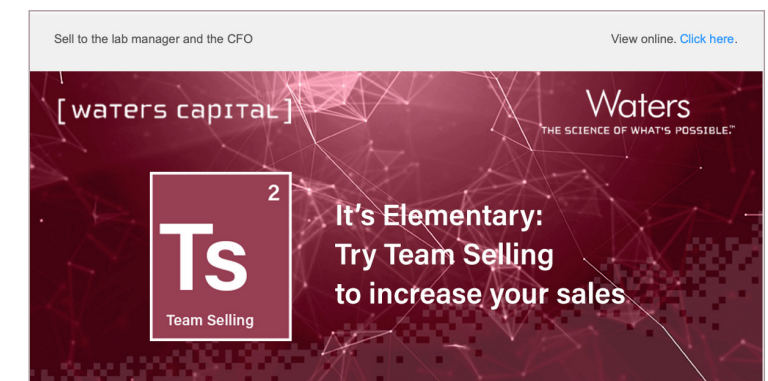 Sell to the lab manager and the CFO
View online. Click here.
[waters capital]
Waters
THE SCIENCE OF WHAT'S POSSIBLE.™
2
Ts
Team Selling
It's Elementary:
Try Team Selling
to increase your sales